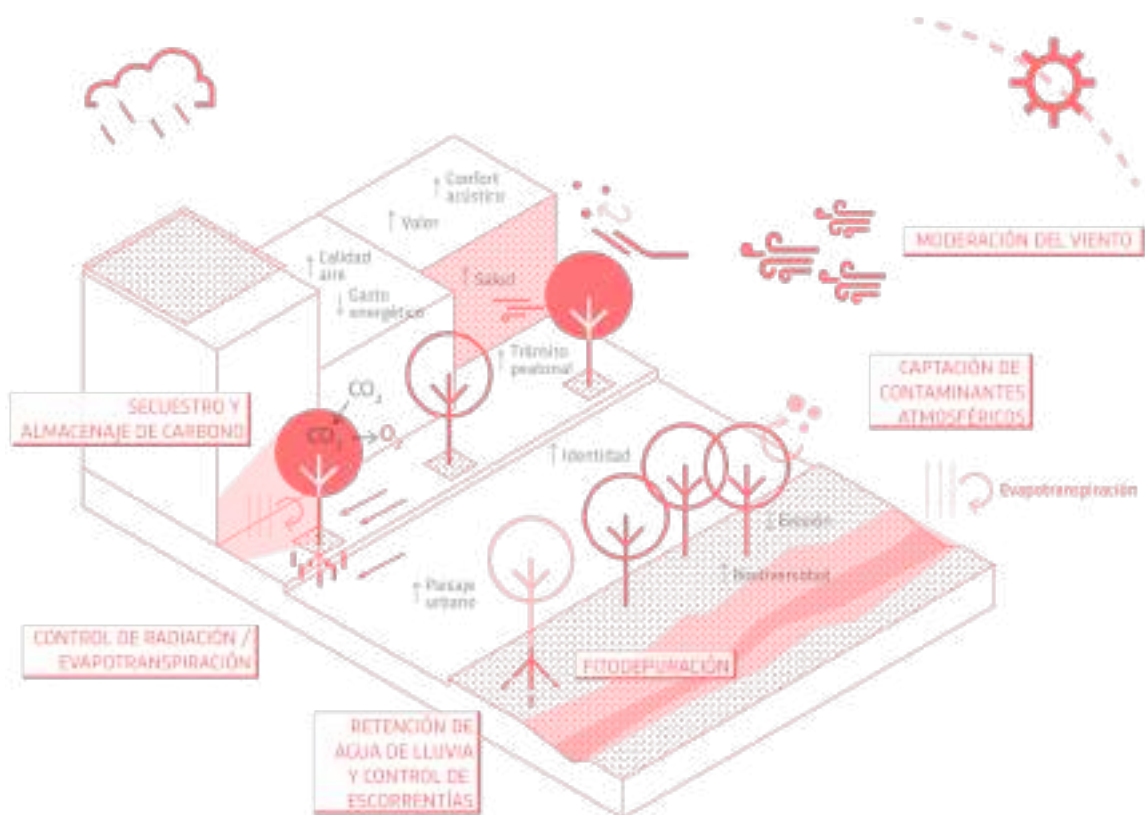 ↑ Confort
acústico
↑ Valor
MODERACIÓN DEL VIENTO
↑ Calidad
aire
↑ Salud
↓ Gasto
energético
↑ Tránsito
peatonal
CAPTACIÓN DE
CONTAMINANTES
ATMOSFÉRICOS
SECUESTRO Y
ALMACENAJE DE CARBONO
CO₂
CO₂ → O₂
↑ Identidad
Evapotranspiración
↓ Erosión
↑ Biodiversidad
↑ Paisaje
urbano
CONTROL DE RADIACIÓN /
EVAPOTRANSPIRACIÓN
FITODEPURACIÓN
RETENCIÓN DE
AGUA DE LLUVIA
Y CONTROL DE
ESCORRENTÍAS